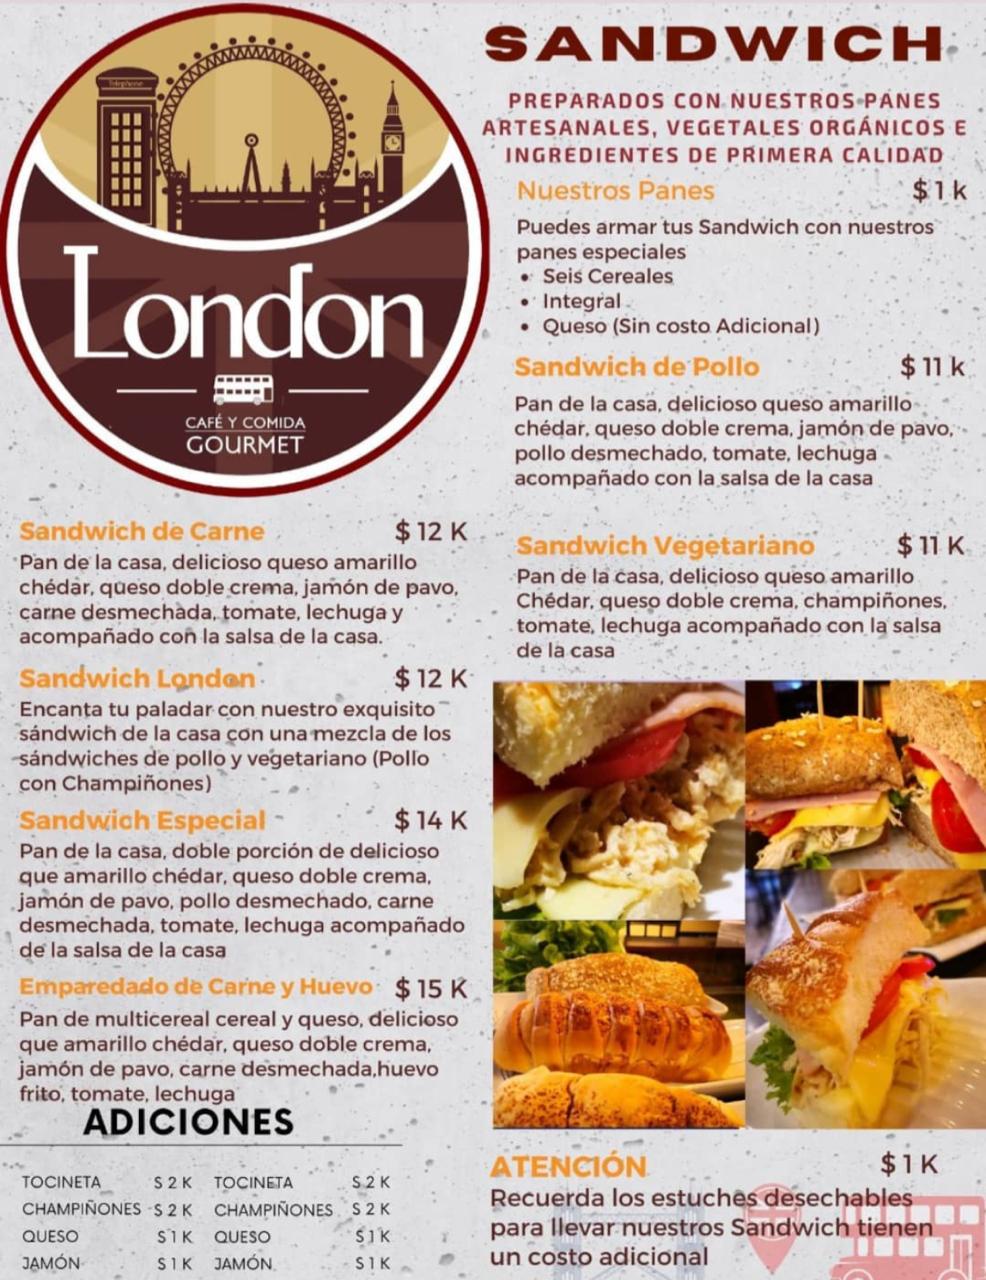 Telephone
London
CAFÉ Y COMIDA
GOURMET
SANDWICH
PREPARADOS CON NUESTROS PANES
ARTESANALES, VEGETALES ORGÁNICOS E
INGREDIENTES DE PRIMERA CALIDAD
Nuestros Panes $ 1 k
Puedes armar tus Sandwich con nuestros
panes especiales
• Seis Cereales
• Integral
• Queso (Sin costo Adicional)
Sandwich de Pollo $ 11 k
Pan de la casa, delicioso queso amarillo
chédar, queso doble crema, jamón de pavo,
pollo desmechado, tomate, lechuga
acompañado con la salsa de la casa
Sandwich Vegetariano $ 11 K
Pan de la casa, delicioso queso amarillo
Chédar, queso doble crema, champiñones,
tomate, lechuga acompañado con la salsa
de la casa
Sandwich de Carne $ 12 K
Pan de la casa, delicioso queso amarillo
chédar, queso doble crema, jamón de pavo,
carne desmechada, tomate, lechuga y
acompañado con la salsa de la casa.
Sandwich London $ 12 K
Encanta tu paladar con nuestro exquisito
sándwich de la casa con una mezcla de los
sándwiches de pollo y vegetariano (Pollo
con Champiñones)
Sandwich Especial $ 14 K
Pan de la casa, doble porción de delicioso
que amarillo chédar, queso doble crema,
jamón de pavo, pollo desmechado, carne
desmechada, tomate, lechuga acompañado
de la salsa de la casa
Emparedado de Carne y Huevo $ 15 K
Pan de multicereal cereal y queso, delicioso
que amarillo chédar, queso doble crema,
jamón de pavo, carne desmechada,huevo
frito, tomate, lechuga
ADICIONES
TOCINETA $ 2 K TOCINETA $ 2 K
CHAMPIÑONES $ 2 K CHAMPIÑONES $ 2 K
QUESO $ 1 K QUESO $ 1 K
JAMÓN $ 1 K JAMÓN $ 1 K
ATENCIÓN $ 1 K
Recuerda los estuches desechables
para llevar nuestros Sandwich tienen
un costo adicional